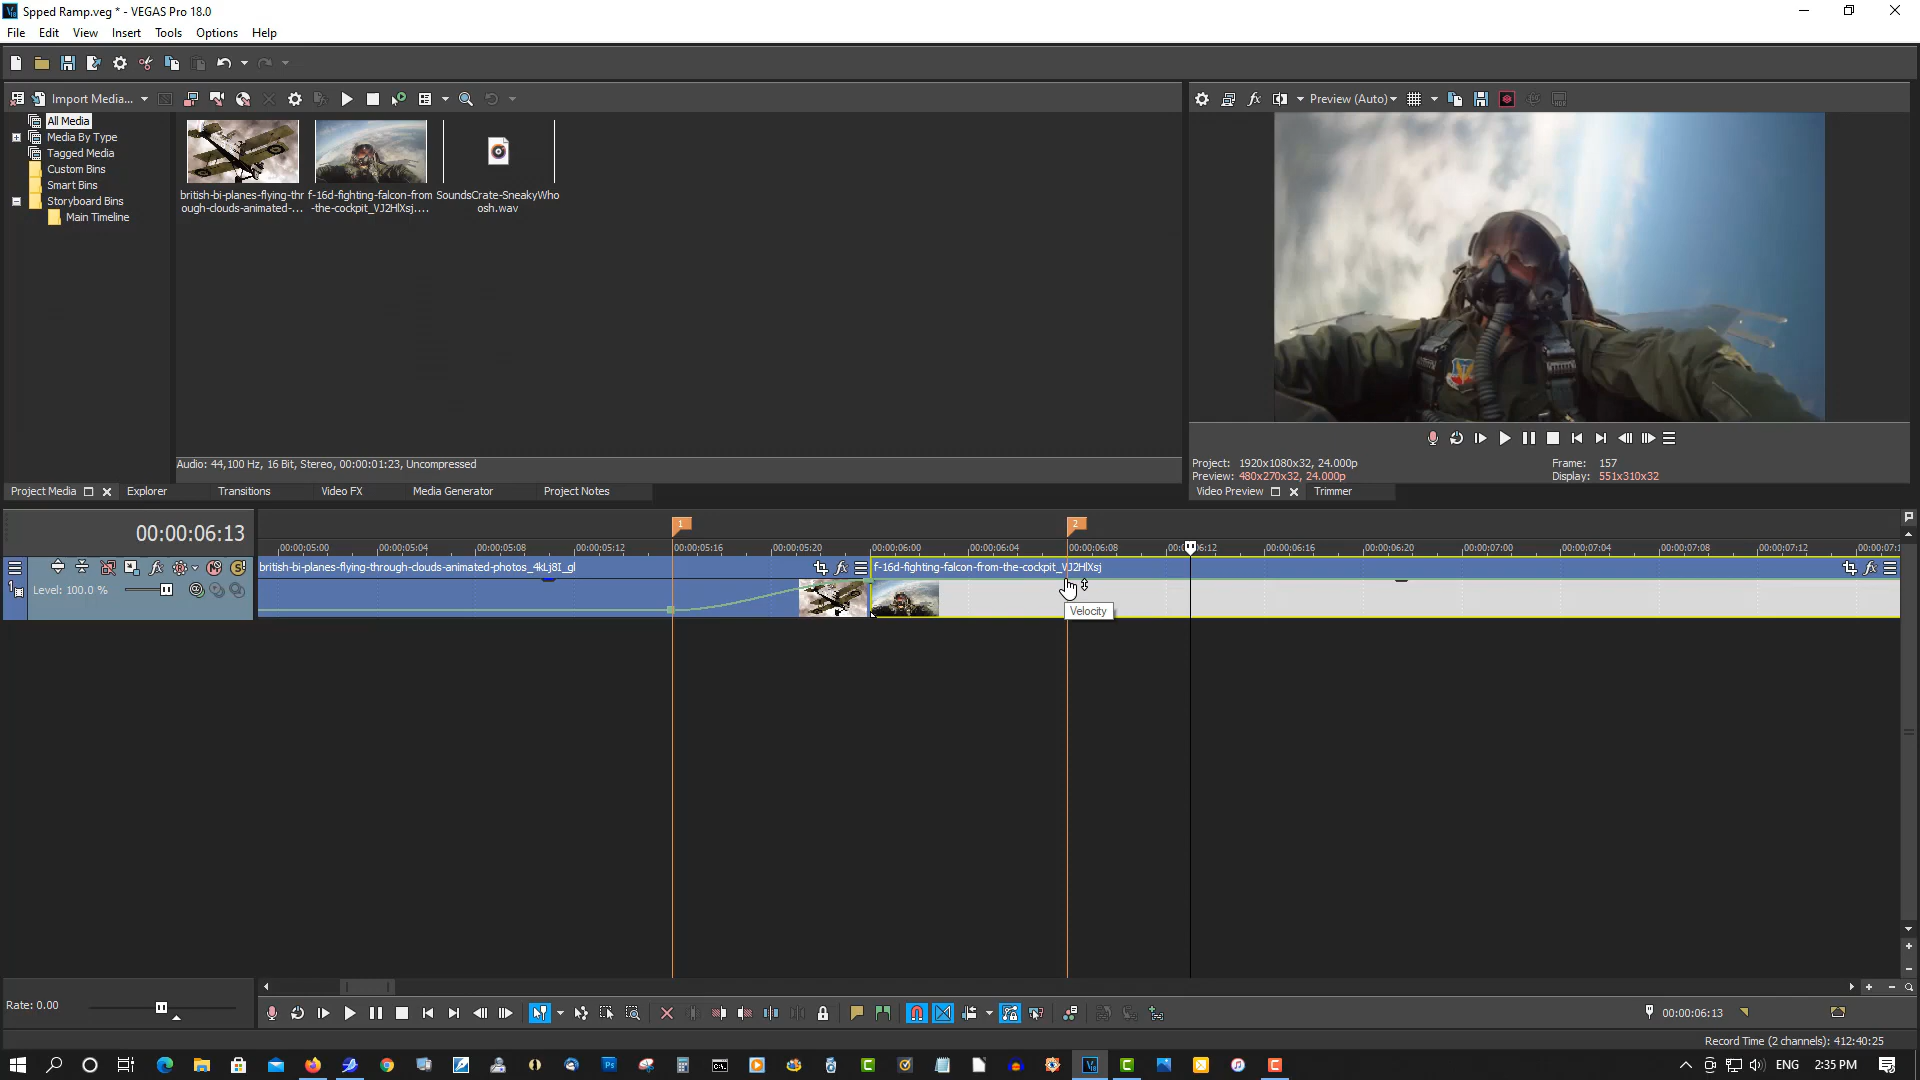 Spped Ramp.veg * - VEGAS Pro 18.0
File Edit View Insert Tools Options Help
Import Media...
Preview (Auto)
All Media
Media By Type
Tagged Media
Custom Bins
Smart Bins
Storyboard Bins
Main Timeline
british-bi-planes-flying-thr
ough-clouds-animated-...
f-16d-fighting-falcon-from
-the-cockpit_VJ2HlXsj....
SoundsCrate-SneakyWho
osh.wav
Audio: 44,100 Hz, 16 Bit, Stereo, 00:00:01:23, Uncompressed
Project: 1920x1080x32, 24.000p
Frame: 157
Preview: 480x270x32, 24.000p
Display: 551x310x32
Project Media Explorer Transitions Video FX Media Generator Project Notes
Video Preview Trimmer
00:00:06:13
1
2
00:00:05:00 00:00:05:04 00:00:05:08 00:00:05:12 00:00:05:16 00:00:05:20 00:00:06:00 00:00:06:04 00:00:06:08 00:00:06:16 00:00:06:20 00:00:07:00 00:00:07:04 00:00:07:08 00:00:07:12
british-bi-planes-flying-through-clouds-animated-photos_4kLj8I_gl
f-16d-fighting-falcon-from-the-cockpit_VJ2HlXsj
1
Level: 100.0 %
Velocity
Rate: 0.00
00:00:06:13
Record Time (2 channels): 412:40:25
ENG 2:35 PM